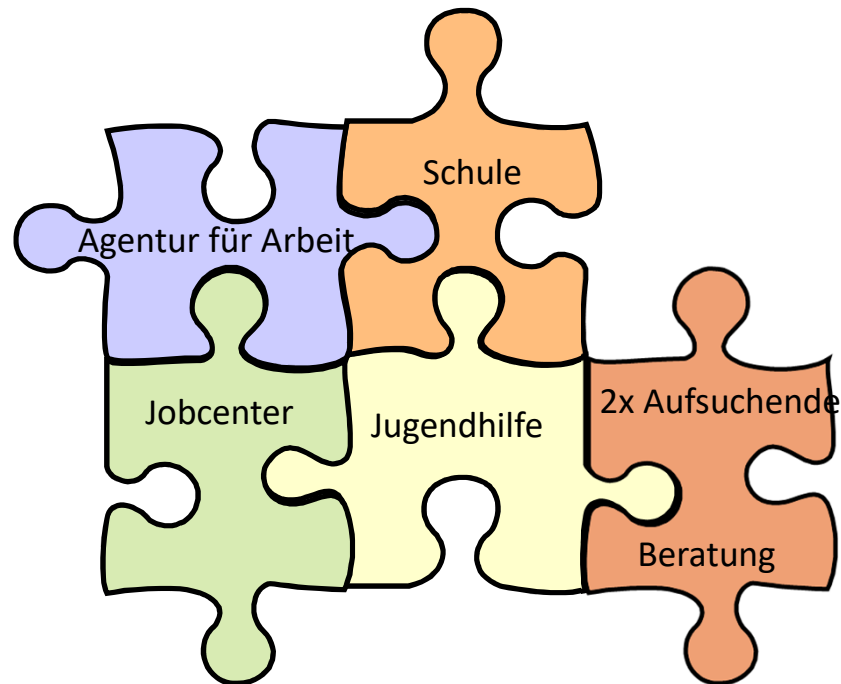 Schule
Agentur für Arbeit
Jobcenter
Jugendhilfe
2x Aufsuchende
Beratung